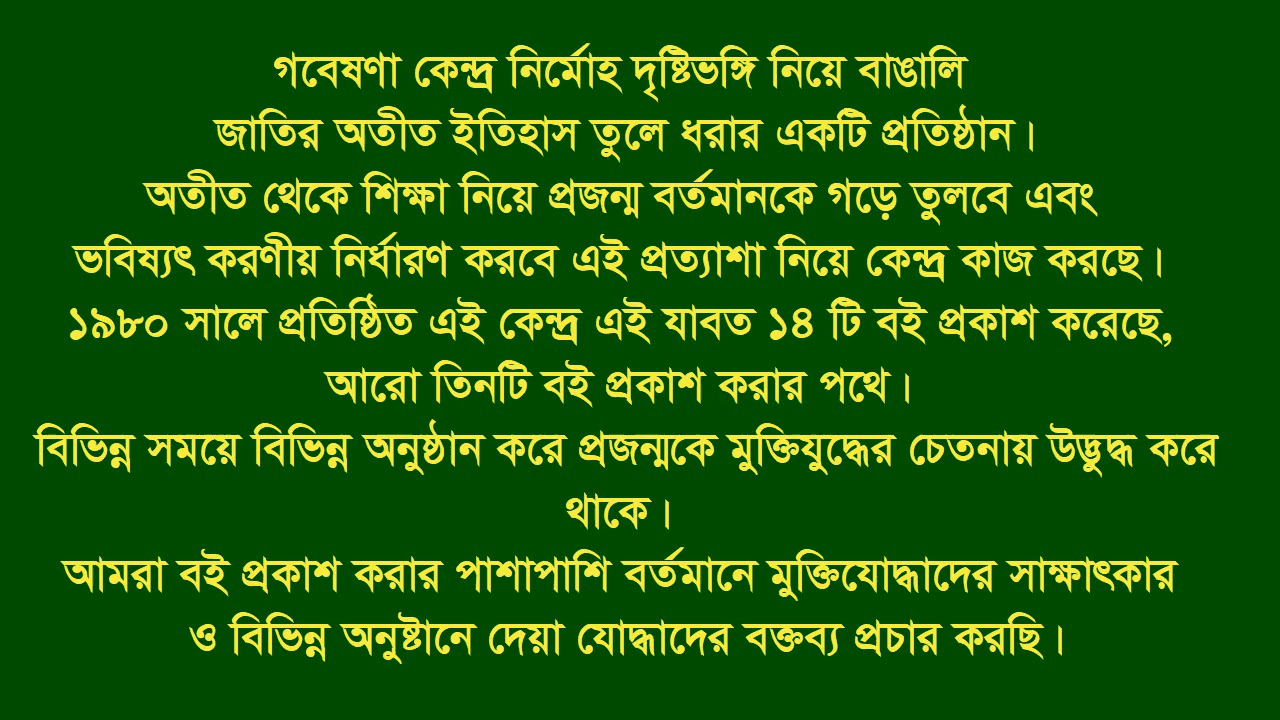 গবেষণা কেন্দ্র নির্মোহ দৃষ্টিভঙ্গি নিয়ে বাঙালি
জাতির অতীত ইতিহাস তুলে ধরার একটি প্রতিষ্ঠান।
অতীত থেকে শিক্ষা নিয়ে প্রজন্ম বর্তমানকে গড়ে তুলবে এবং
ভবিষ্যৎ করণীয় নির্ধারণ করবে এই প্রত্যাশা নিয়ে কেন্দ্র কাজ করছে।
১৯৮০ সালে প্রতিষ্ঠিত এই কেন্দ্র এই যাবত ১৪ টি বই প্রকাশ করেছে,
আরো তিনটি বই প্রকাশ করার পথে।
বিভিন্ন সময়ে বিভিন্ন অনুষ্ঠান করে প্রজন্মকে মুক্তিযুদ্ধের চেতনায় উদ্ভুদ্ধ করে
থাকে।
আমরা বই প্রকাশ করার পাশাপাশি বর্তমানে মুক্তিযোদ্ধাদের সাক্ষাৎকার
ও বিভিন্ন অনুষ্টানে দেয়া যোদ্ধাদের বক্তব্য প্রচার করছি।